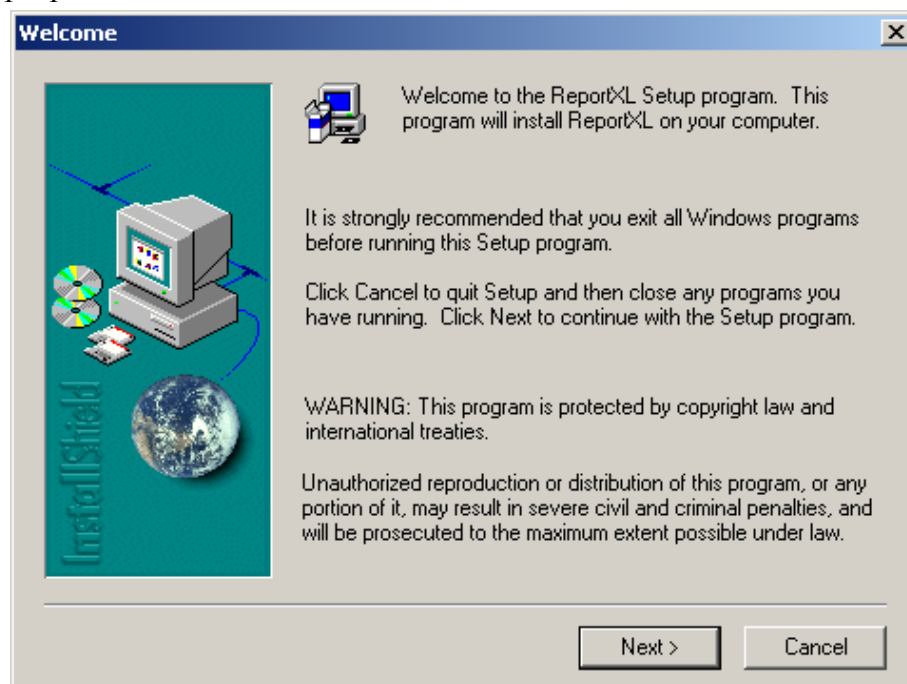 Welcome
Welcome to the ReportXL Setup program. This
program will install ReportXL on your computer.
It is strongly recommended that you exit all Windows programs
before running this Setup program.
Click Cancel to quit Setup and then close any programs you
have running. Click Next to continue with the Setup program.
WARNING: This program is protected by copyright law and
international treaties.
Unauthorized reproduction or distribution of this program, or any
portion of it, may result in severe civil and criminal penalties, and
will be prosecuted to the maximum extent possible under law.
InstallShield
Next >
Cancel